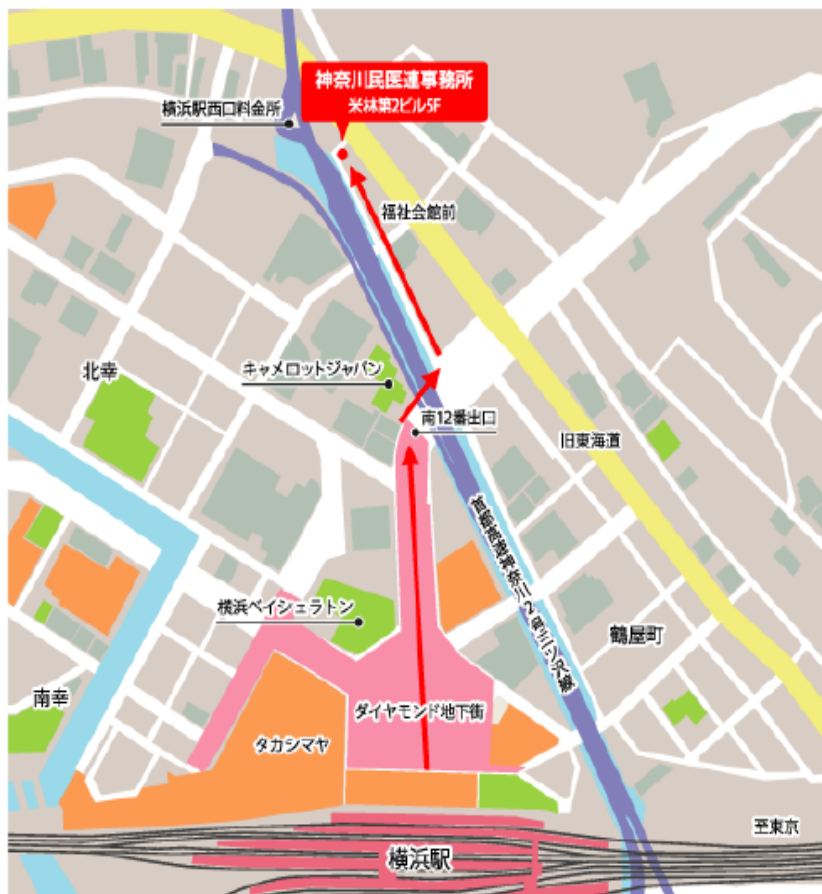 神奈川民医連事務所
米林第2ビル5F
横浜駅西口料金所
福祉会館前
北幸
キャメロットジャパン
南12番出口
旧東海道
首都高速神奈川2号三ツ沢線
横浜ベイシェラトン
鶴屋町
南幸
ダイヤモンド地下街
タカシマヤ
至東京
横浜駅